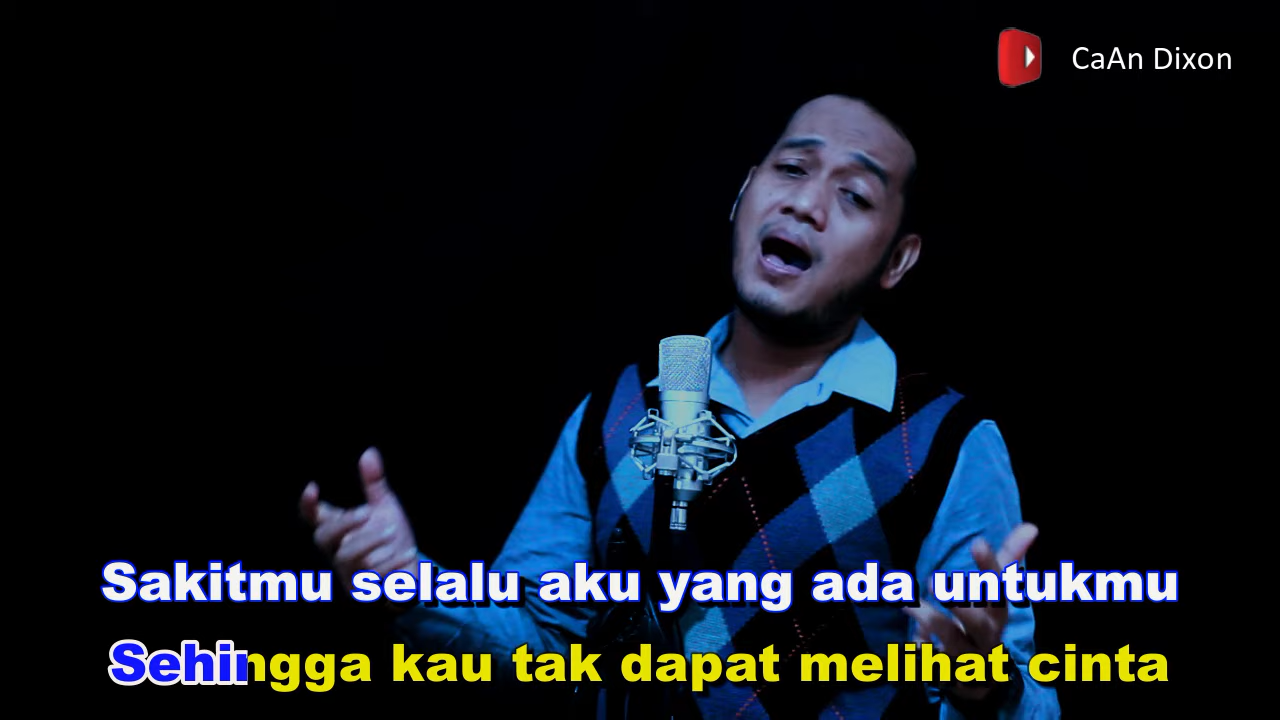 CaAn Dixon
Sakitmu selalu aku yang ada untukmu
Sehingga kau tak dapat melihat cinta